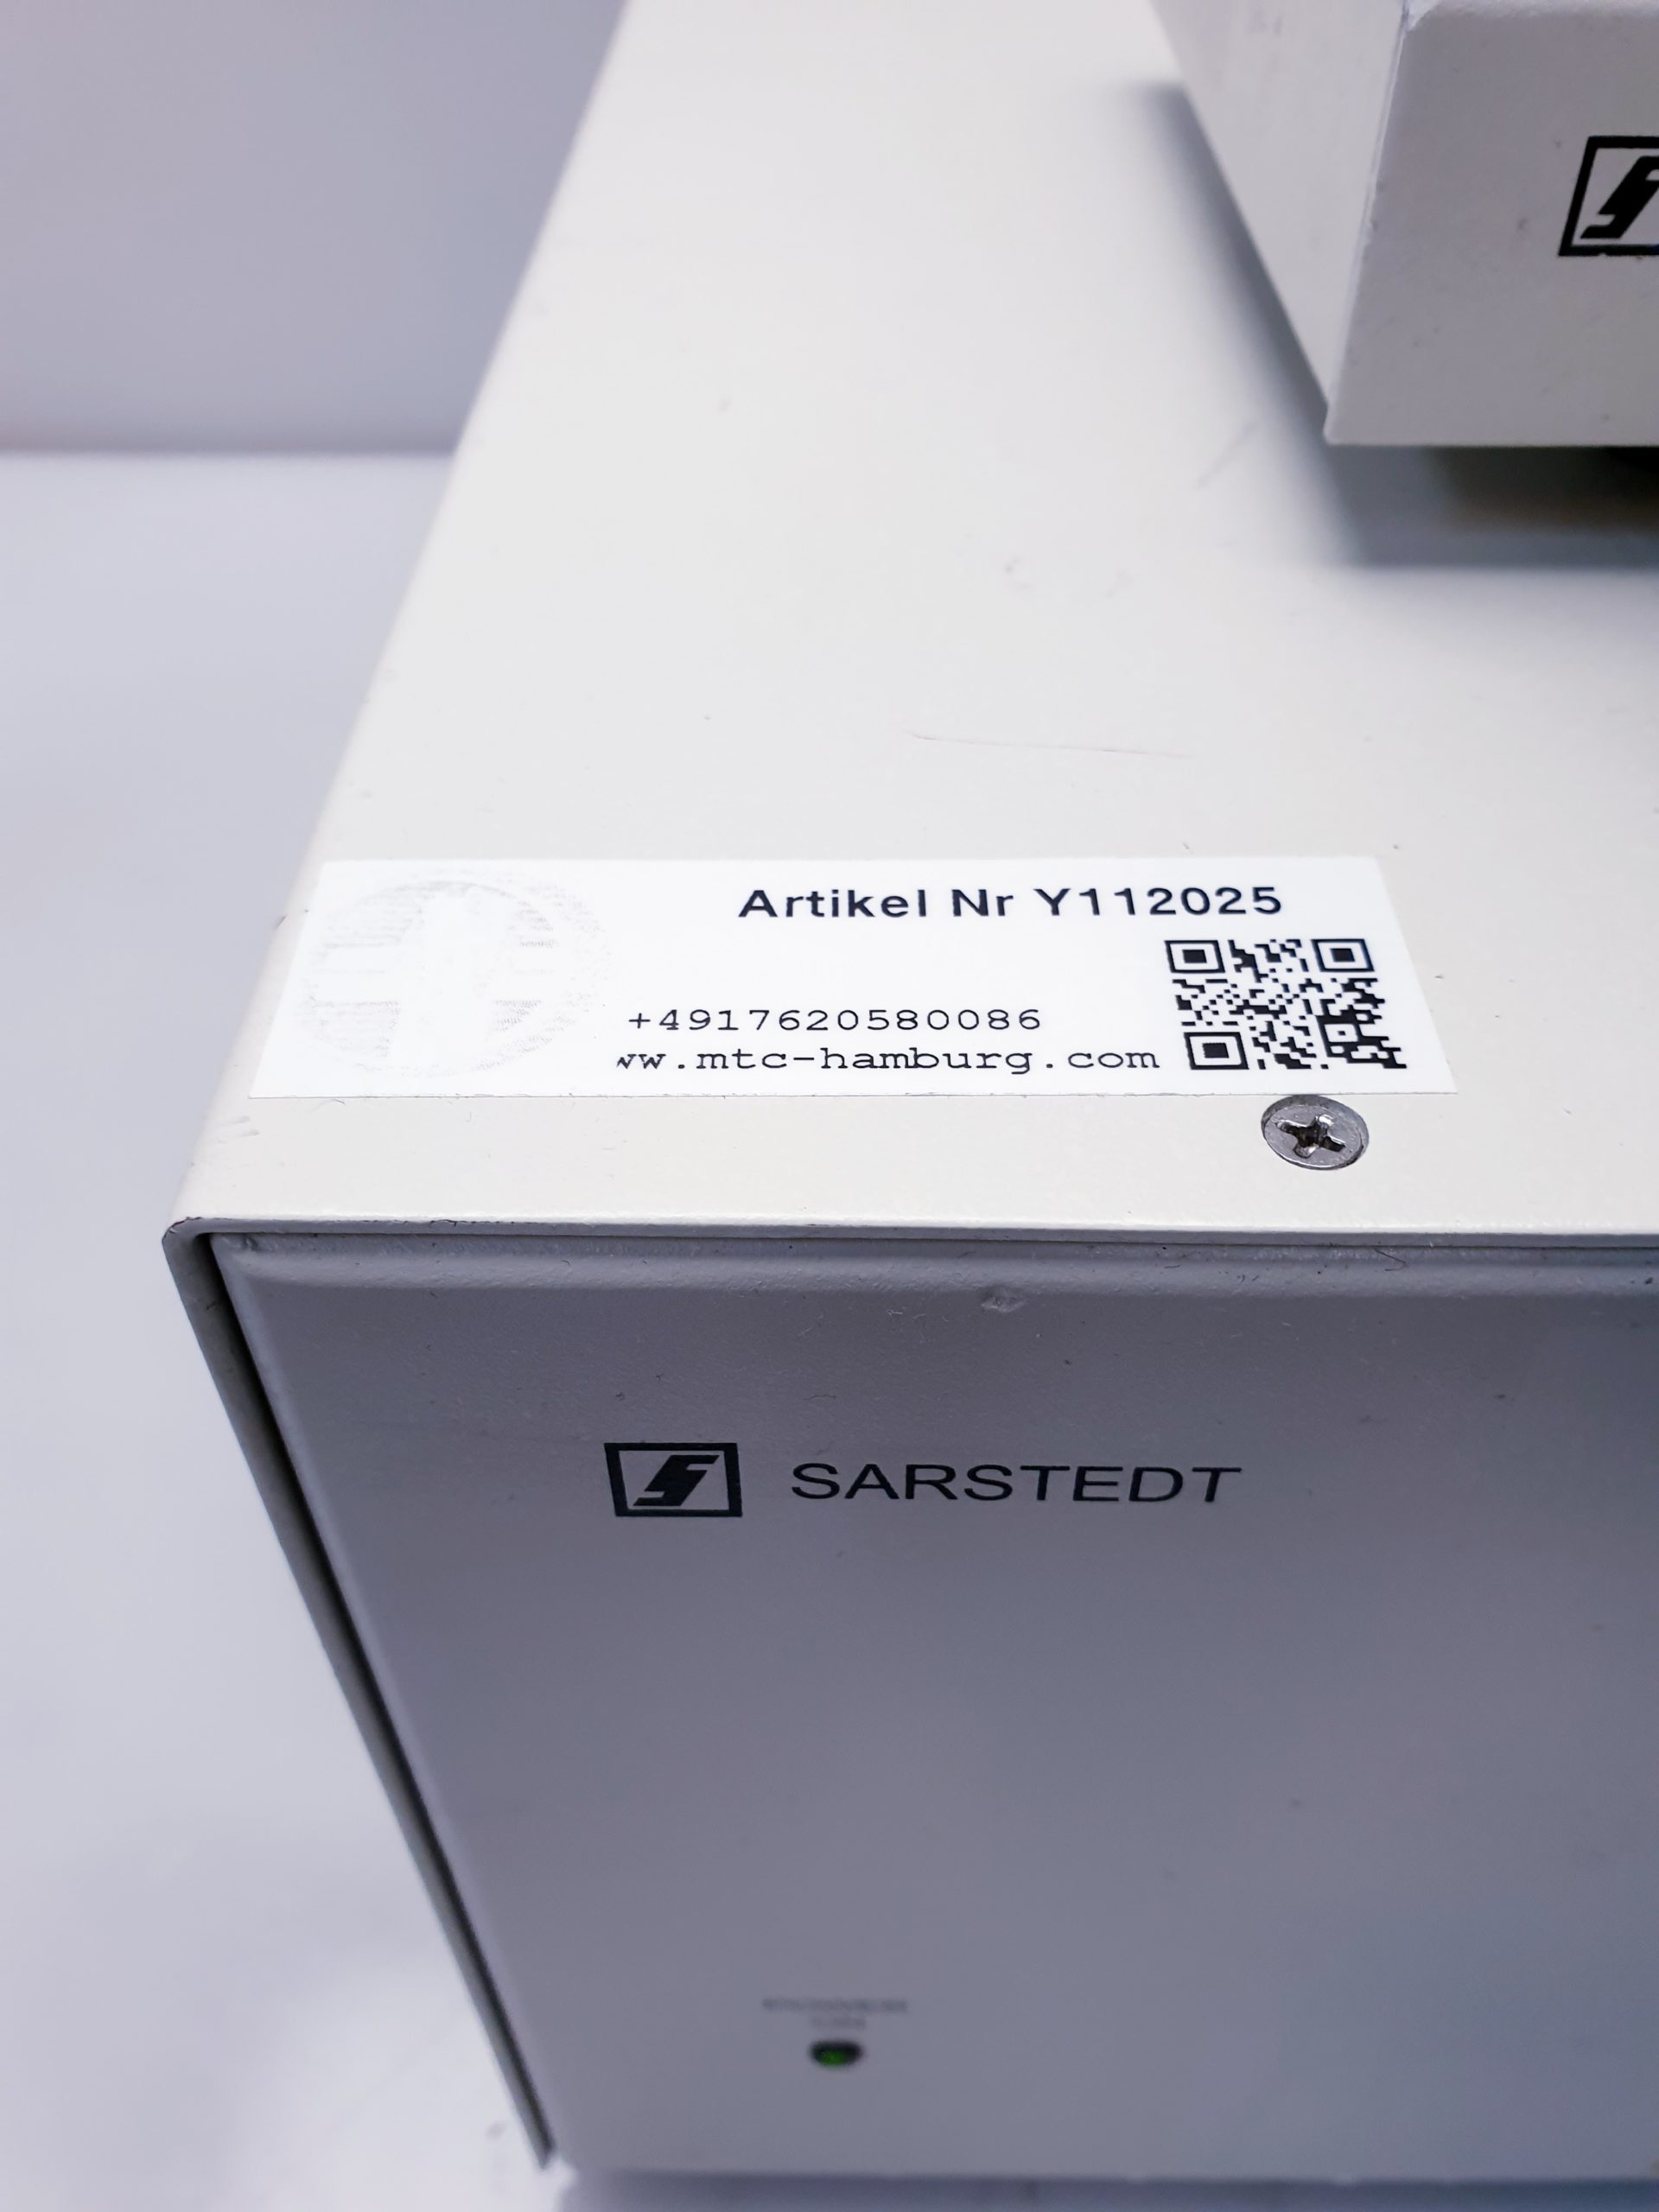 Artikel Nr Y112025
+4917620580086
ww.mtc-hamburg.com
SARSTEDT